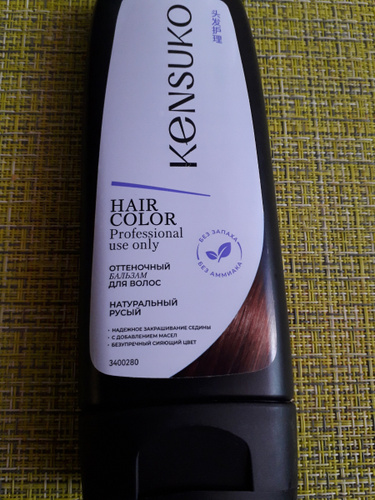 头发护理
KENSUKO
HAIR
COLOR
Professional
use only
ОТТЕНОЧНЫЙ
БАЛЬЗАМ
ДЛЯ ВОЛОС
НАТУРАЛЬНЫЙ
РУСЫЙ
• НАДЕЖНОЕ ЗАКРАШИВАНИЕ СЕДИНЫ
• С ДОБАВЛЕНИЕМ МАСЕЛ
• БЕЗУПРЕЧНЫЙ СИЯЮЩИЙ ЦВЕТ
3400280
БЕЗ ЗАПАХА
БЕЗ АММИАКА